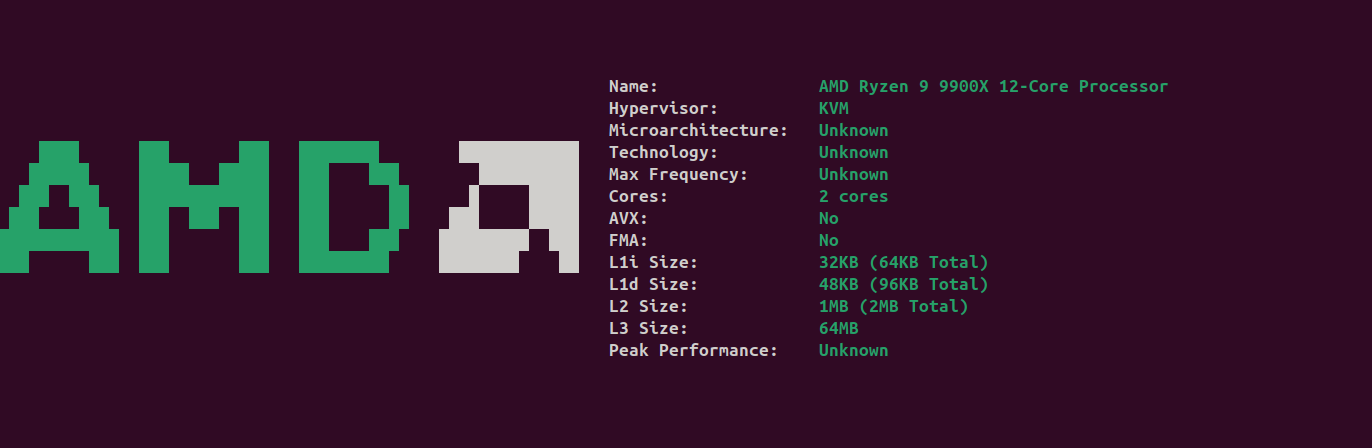 AMD
Name: AMD Ryzen 9 9900X 12-Core Processor
Hypervisor: KVM
Microarchitecture: Unknown
Technology: Unknown
Max Frequency: Unknown
Cores: 2 cores
AVX: No
FMA: No
L1i Size: 32KB (64KB Total)
L1d Size: 48KB (96KB Total)
L2 Size: 1MB (2MB Total)
L3 Size: 64MB
Peak Performance: Unknown